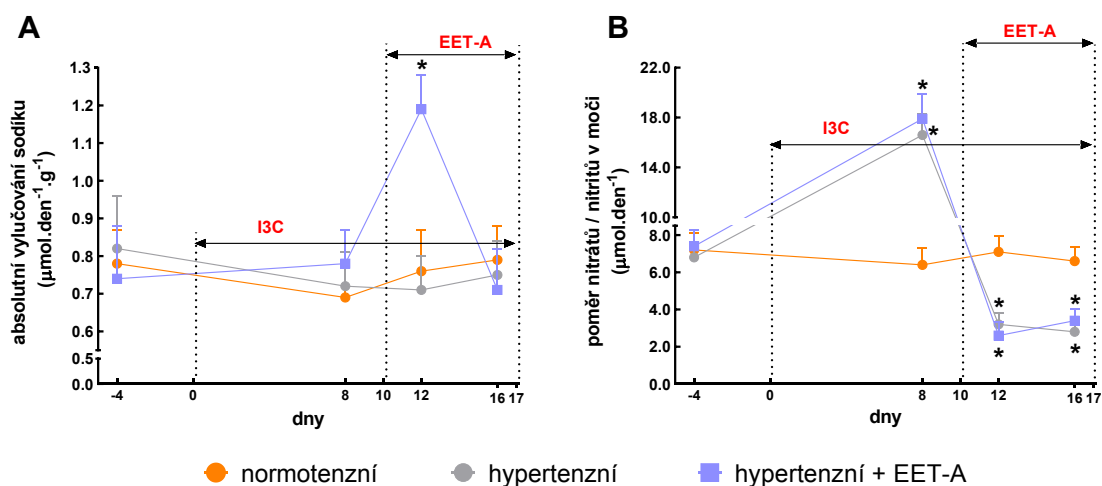 A
EET-A
*
1.3
1.2
1.1
1.0
0.9
0.8
0.7
0.6
0.5
0.0
absolutní vylučování sodíku
(µmol.den⁻¹.g⁻¹)
I3C
-4
0
8
10
12
16
17
dny
B
EET-A
22.0
18.0
14.0
10.0
8.0
6.0
4.0
2.0
0.0
poměr nitrátů / nitritů v moči
(µmol.den⁻¹)
*
*
I3C
*
*
*
*
-4
0
8
10
12
16
17
dny
normotenzní
hypertenzní
hypertenzní + EET-A